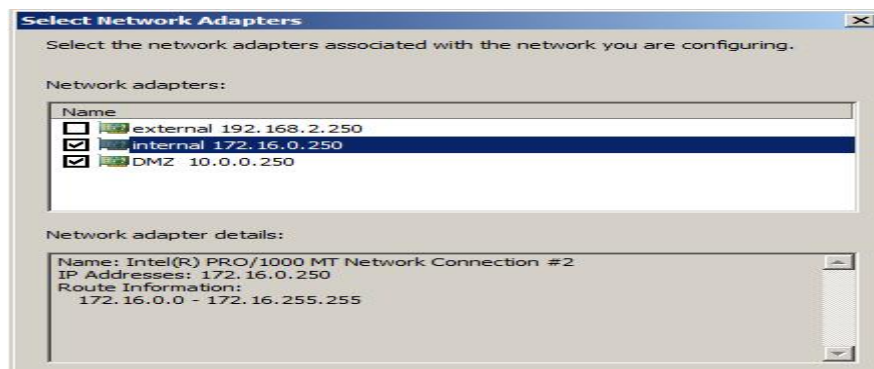 Select Network Adapters
Select the network adapters associated with the network you are configuring.
Network adapters:
Name
external 192.168.2.250
internal 172.16.0.250
DMZ 10.0.0.250
Network adapter details:
Name: Intel(R) PRO/1000 MT Network Connection #2
IP Addresses: 172.16.0.250
Route Information:
172.16.0.0 - 172.16.255.255